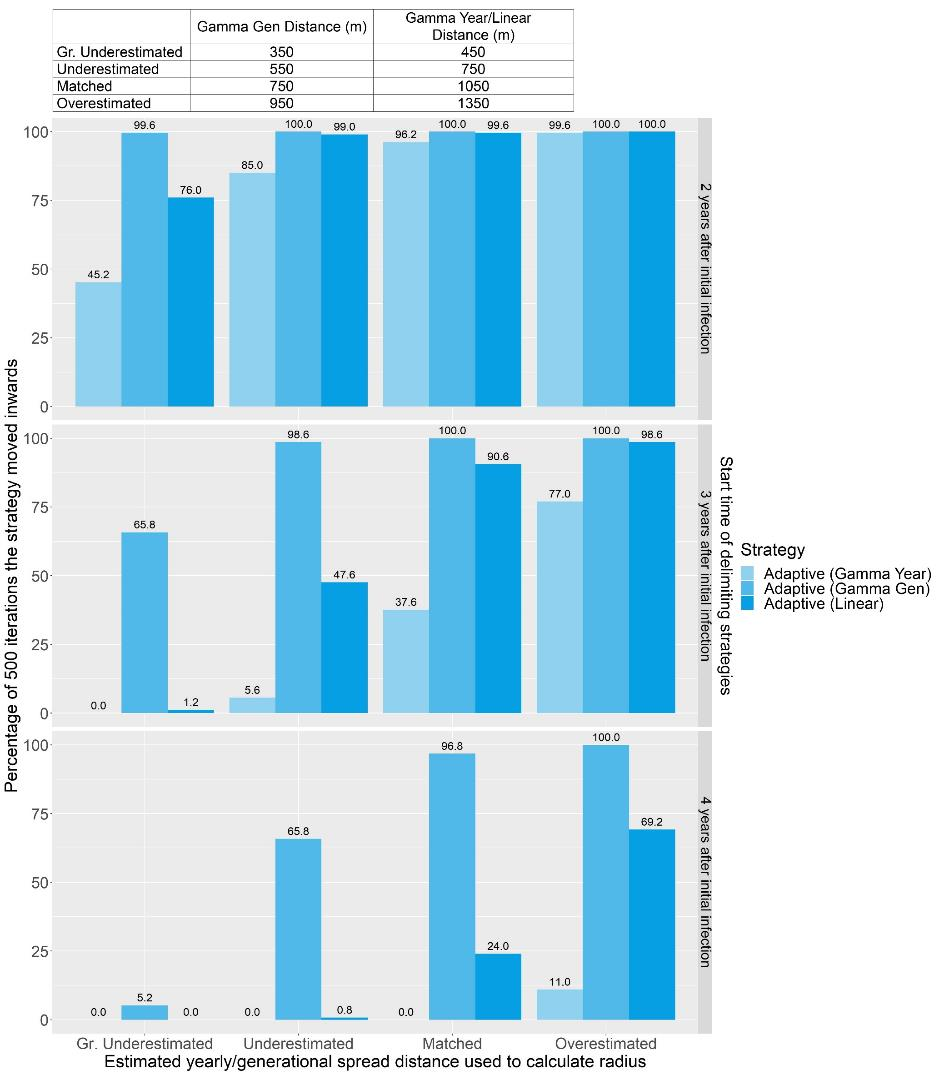 Gamma Gen Distance (m)
Gamma Year/Linear
Distance (m)
Gr. Underestimated 350 450
Underestimated 550 750
Matched 750 1050
Overestimated 950 1350
Percentage of 500 iterations the strategy moved inwards
100
75
50
25
0
45.2
99.6
76.0
85.0
100.0
99.0
96.2
100.0
99.6
99.6
100.0
100.0
2 years after initial infection
100
75
50
25
0
0.0
65.8
1.2
5.6
98.6
47.6
37.6
100.0
90.6
77.0
100.0
98.6
3 years after initial infection
100
75
50
25
0
0.0
5.2
0.0
0.0
65.8
0.8
0.0
96.8
24.0
11.0
100.0
69.2
4 years after initial infection
Start time of delimiting strategies
Gr. Underestimated Underestimated Matched Overestimated
Estimated yearly/generational spread distance used to calculate radius
Strategy
Adaptive (Gamma Year)
Adaptive (Gamma Gen)
Adaptive (Linear)